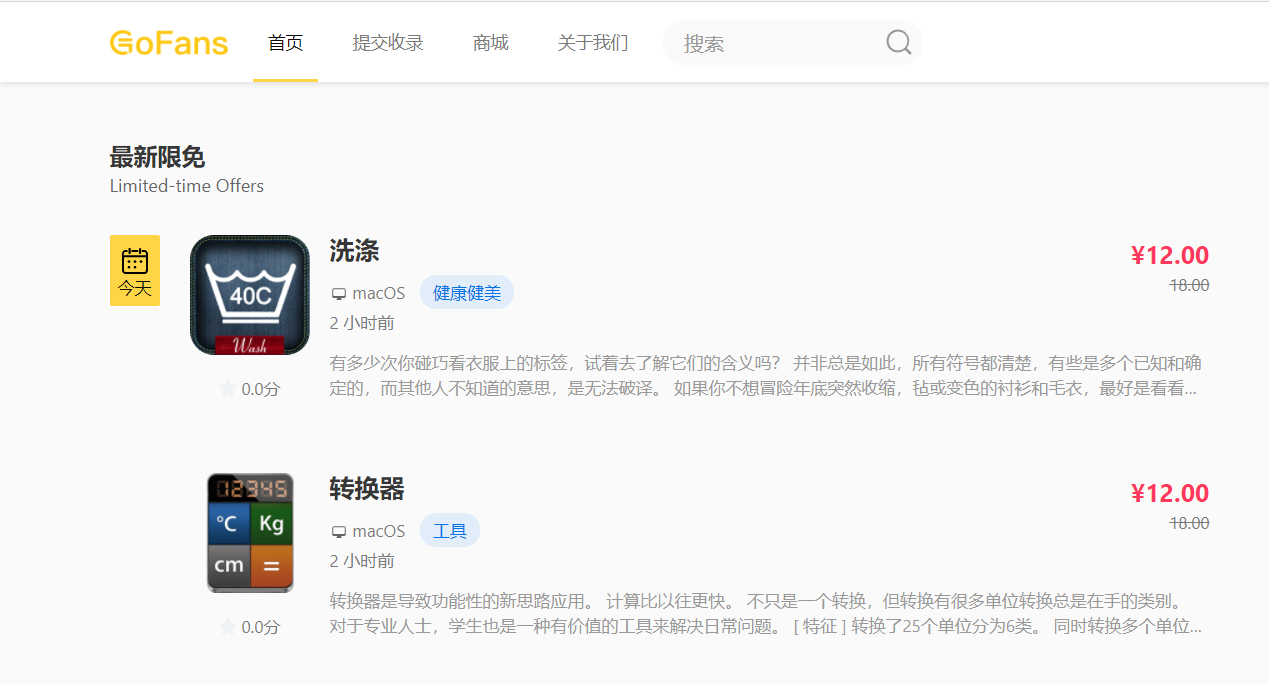 GoFans 首页 提交收录 商城 关于我们 搜索
最新限免
Limited-time Offers
今天
40C
Wash
0.0分
洗涤
macOS 健康健美
2 小时前
有多少次你碰巧看衣服上的标签，试着去了解它们的含义吗？ 并非总是如此，所有符号都清楚，有些是多个已知和确
定的，而其他人不知道的意思，是无法破译。 如果你不想冒险年底突然收缩，毡或变色的衬衫和毛衣，最好是看看...
¥12.00
18.00
12345
°C Kg
cm =
0.0分
转换器
macOS 工具
2 小时前
转换器是导致功能性的新思路应用。 计算比以往更快。 不只是一个转换，但转换有很多单位转换总是在手的类别。
对于专业人士，学生也是一种有价值的工具来解决日常问题。 [ 特征 ] 转换了25个单位分为6类。 同时转换多个单位...
¥12.00
18.00